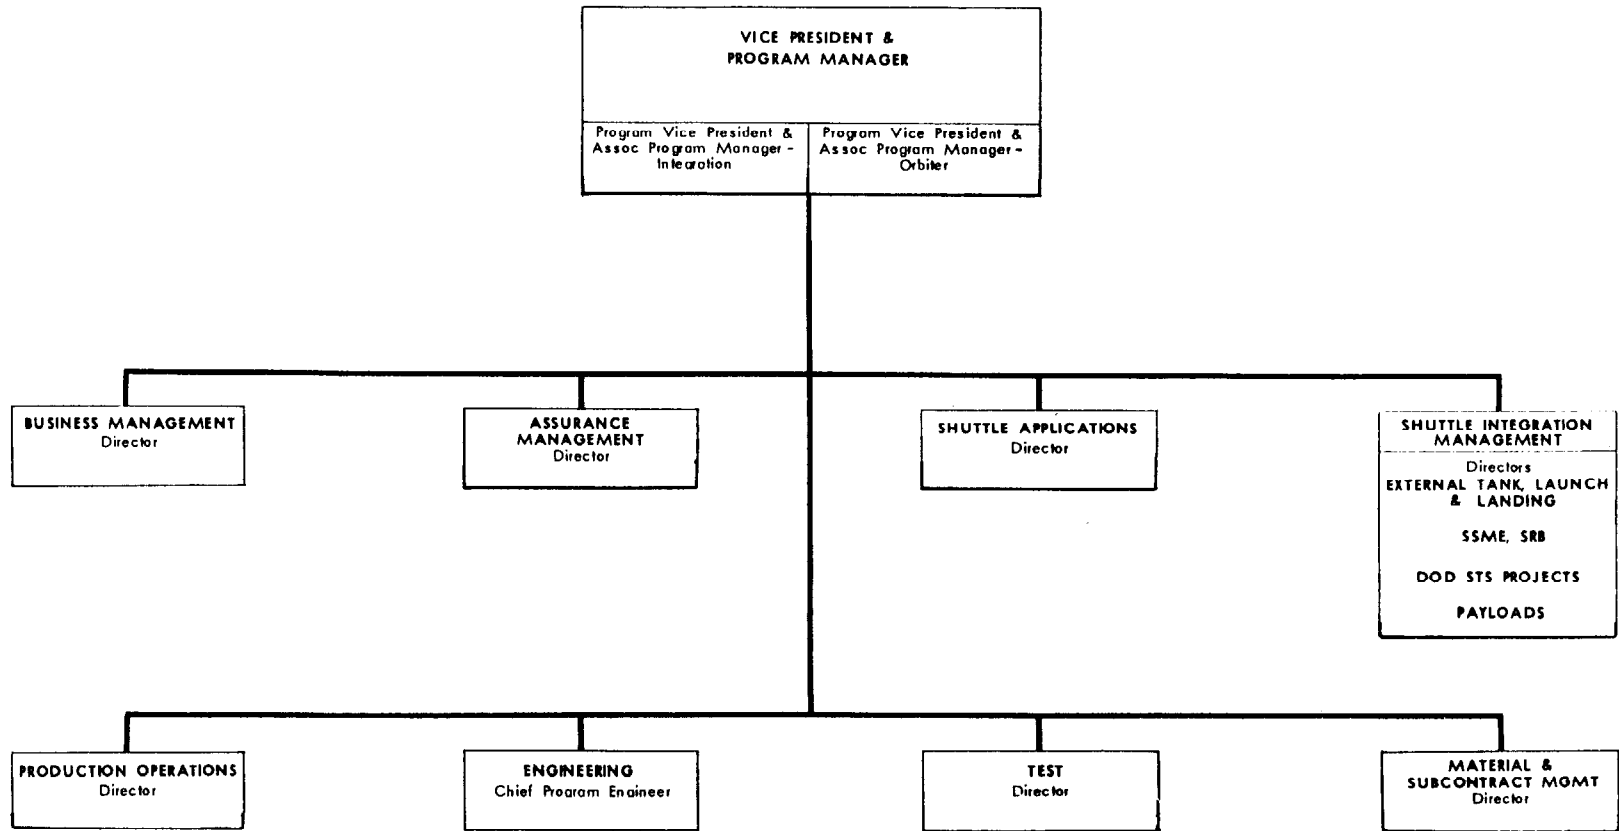 VICE PRESIDENT &
PROGRAM MANAGER
Program Vice President &
Assoc Program Manager -
Integration
Program Vice President &
Assoc Program Manager -
Orbiter
BUSINESS MANAGEMENT
Director
ASSURANCE
MANAGEMENT
Director
SHUTTLE APPLICATIONS
Director
SHUTTLE INTEGRATION
MANAGEMENT
Directors
EXTERNAL TANK, LAUNCH
& LANDING
SSME, SRB
DOD STS PROJECTS
PAYLOADS
PRODUCTION OPERATIONS
Director
ENGINEERING
Chief Program Engineer
TEST
Director
MATERIAL &
SUBCONTRACT MGMT
Director